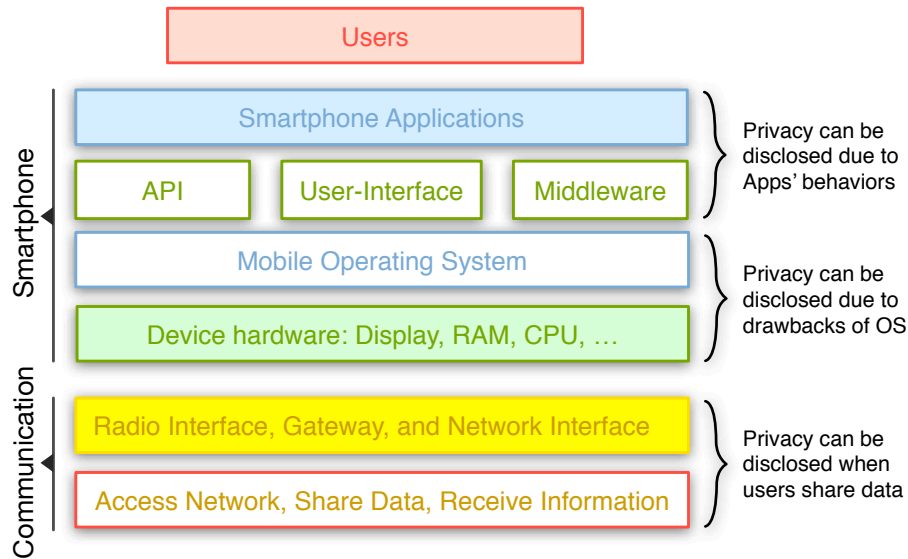 Users
Smartphone
Smartphone Applications
API
User-Interface
Middleware
Privacy can be
disclosed due to
Apps’ behaviors
Mobile Operating System
Device hardware: Display, RAM, CPU, …
Privacy can be
disclosed due to
drawbacks of OS
Communication
Radio Interface, Gateway, and Network Interface
Access Network, Share Data, Receive Information
Privacy can be
disclosed when
users share data